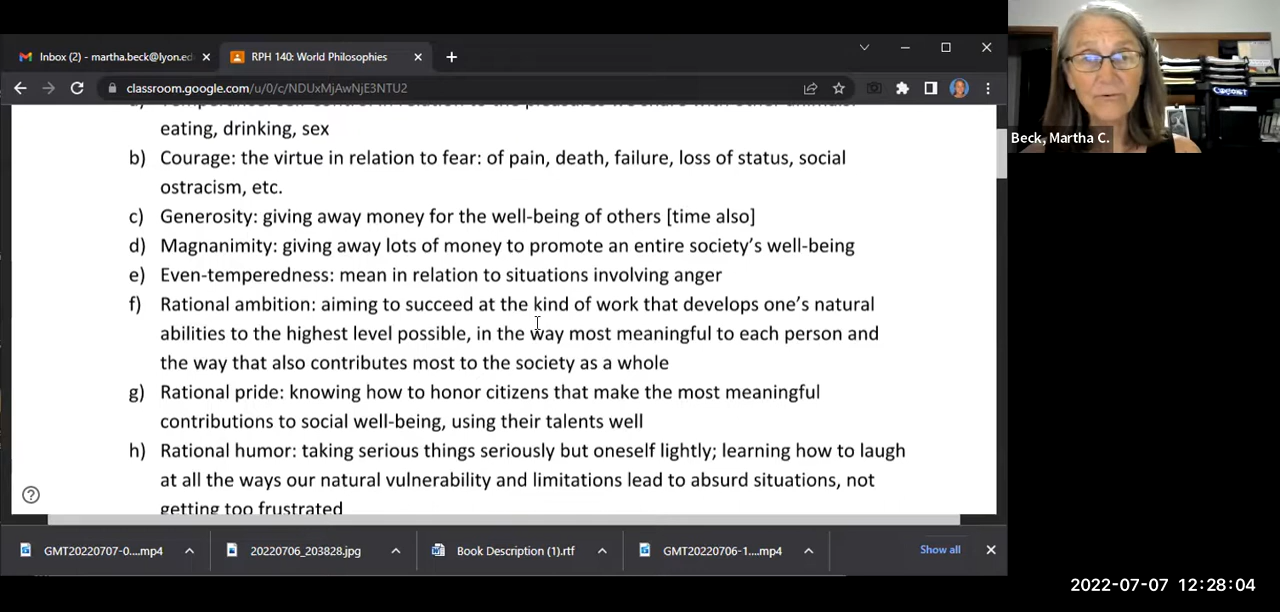 Inbox (2) - martha.beck@lyon.ed
RPH 140: World Philosophies
classroom.google.com/u/0/c/NDUxMjAwNjE3NTU2
eating, drinking, sex
b) Courage: the virtue in relation to fear: of pain, death, failure, loss of status, social
ostracism, etc.
c) Generosity: giving away money for the well-being of others [time also]
d) Magnanimity: giving away lots of money to promote an entire society's well-being
e) Even-temperedness: mean in relation to situations involving anger
f) Rational ambition: aiming to succeed at the kind of work that develops one's natural
abilities to the highest level possible, in the way most meaningful to each person and
the way that also contributes most to the society as a whole
g) Rational pride: knowing how to honor citizens that make the most meaningful
contributions to social well-being, using their talents well
h) Rational humor: taking serious things seriously but oneself lightly; learning how to laugh
at all the ways our natural vulnerability and limitations lead to absurd situations, not
getting too frustrated
GMT20220707-0....mp4
20220706_203828.jpg
Book Description (1).rtf
GMT20220706-1....mp4
Show all
Beck, Martha C.
2022-07-07 12:28:04